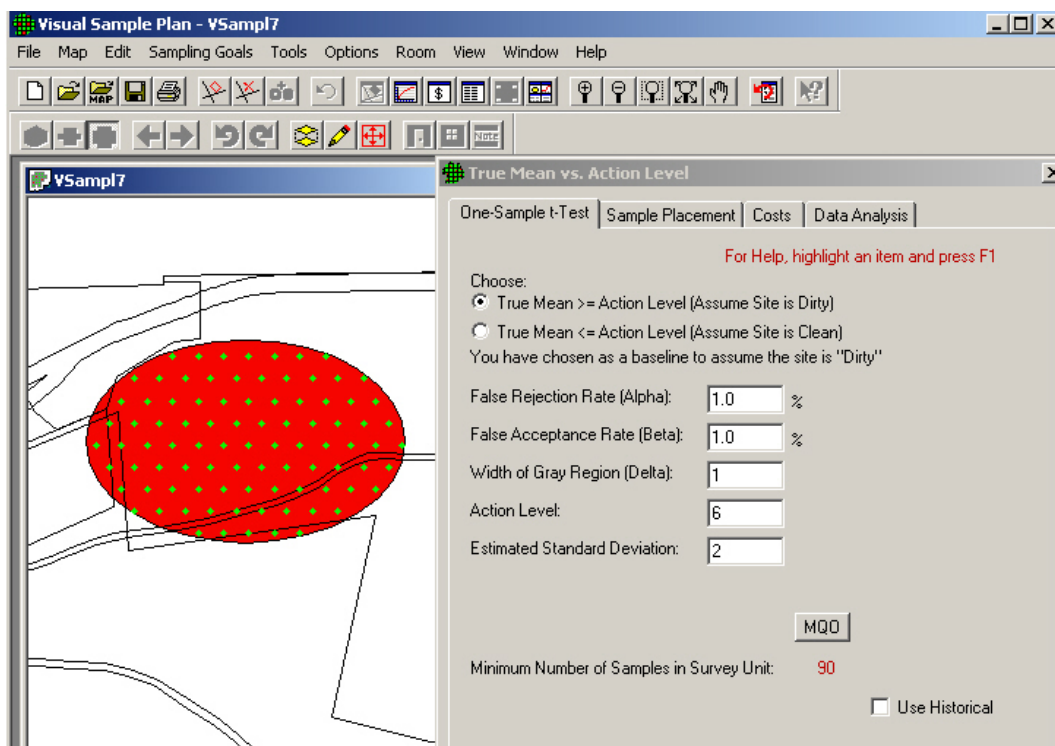 Visual Sample Plan - VSampl7
File Map Edit Sampling Goals Tools Options Room View Window Help
MAP $ ?
Note
VSampl7
True Mean vs. Action Level
One-Sample t-Test Sample Placement Costs Data Analysis
For Help, highlight an item and press F1
Choose:
True Mean >= Action Level (Assume Site is Dirty)
True Mean <= Action Level (Assume Site is Clean)
You have chosen as a baseline to assume the site is "Dirty"
False Rejection Rate (Alpha): 1.0 %
False Acceptance Rate (Beta): 1.0 %
Width of Gray Region (Delta): 1
Action Level: 6
Estimated Standard Deviation: 2
MQO
Minimum Number of Samples in Survey Unit: 90
Use Historical